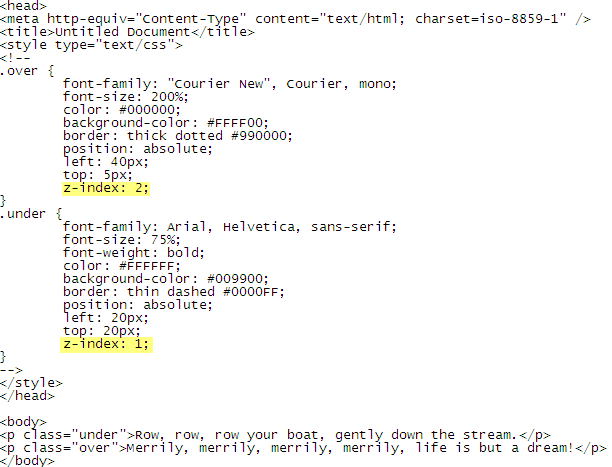 <head>
<meta http-equiv="Content-Type" content="text/html; charset=iso-8859-1" />
<title>Untitled Document</title>
<style type="text/css">
<!--
.over {
        font-family: "Courier New", Courier, mono;
        font-size: 200%;
        color: #000000;
        background-color: #FFFF00;
        border: thick dotted #990000;
        position: absolute;
        left: 40px;
        top: 5px;
        z-index: 2;
}
.under {
        font-family: Arial, Helvetica, sans-serif;
        font-size: 75%;
        font-weight: bold;
        color: #FFFFFF;
        background-color: #009900;
        border: thin dashed #0000FF;
        position: absolute;
        left: 20px;
        top: 20px;
        z-index: 1;
}
-->
</style>
</head>

<body>
<p class="under">Row, row, row your boat, gently down the stream.</p>
<p class="over">Merrily, merrily, merrily, merrily, life is but a dream!</p>
</body>